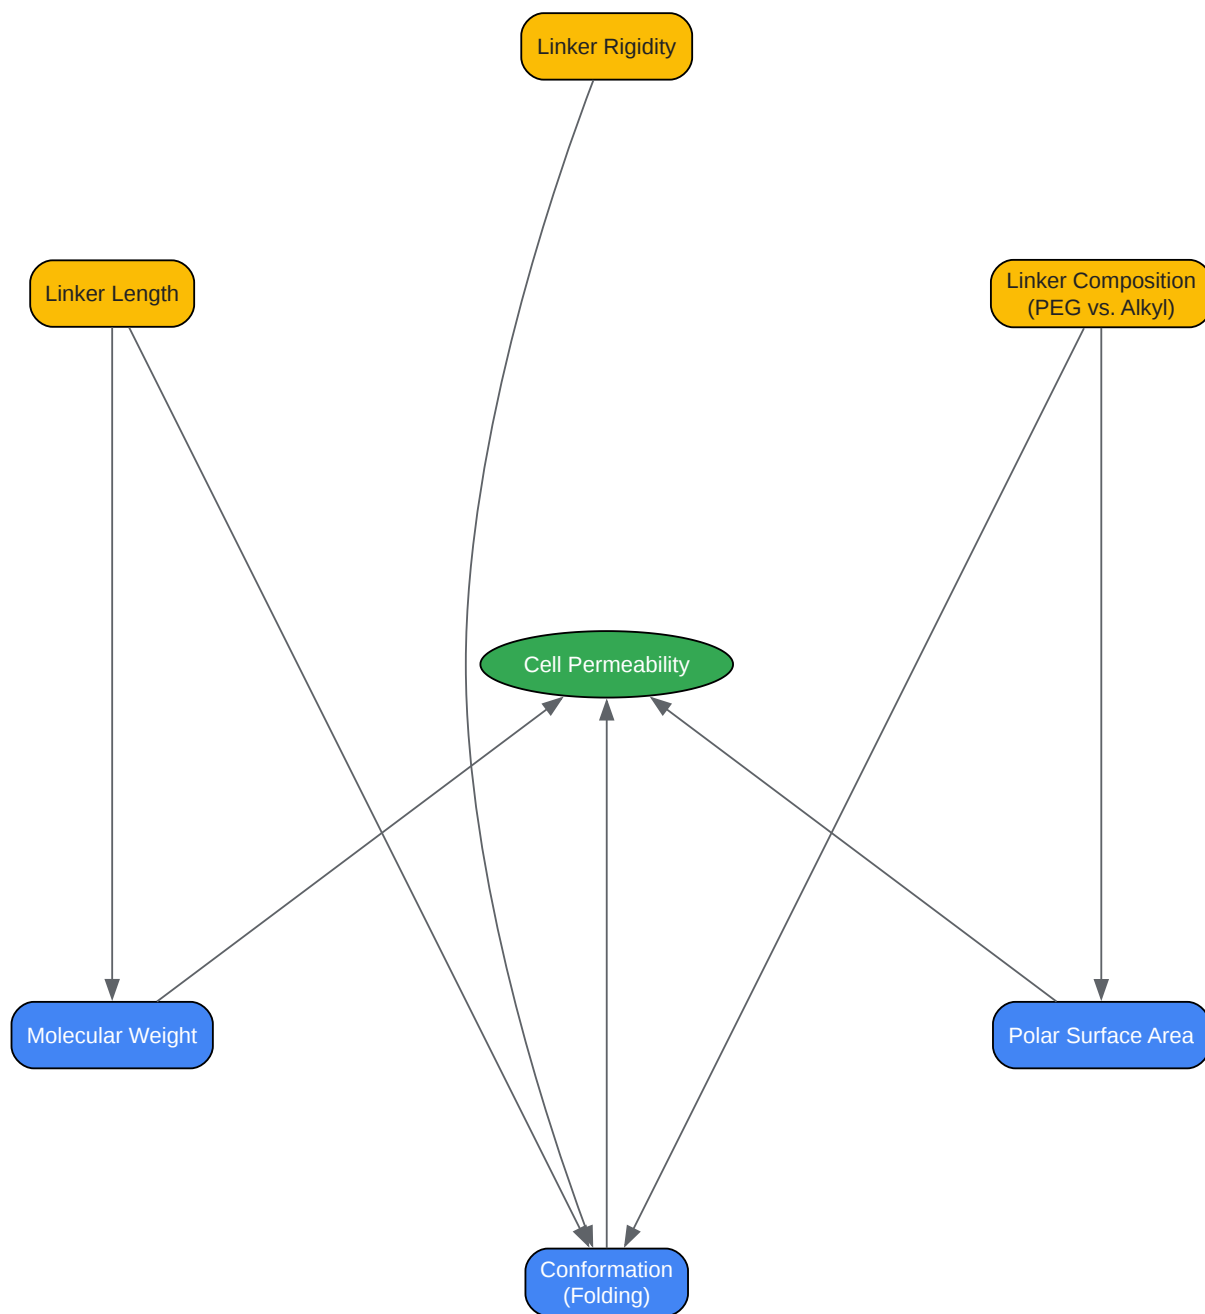 Linker Rigidity
Linker Length
Linker Composition
(PEG vs. Alkyl)
Cell Permeability
Molecular Weight
Polar Surface Area
Conformation
(Folding)